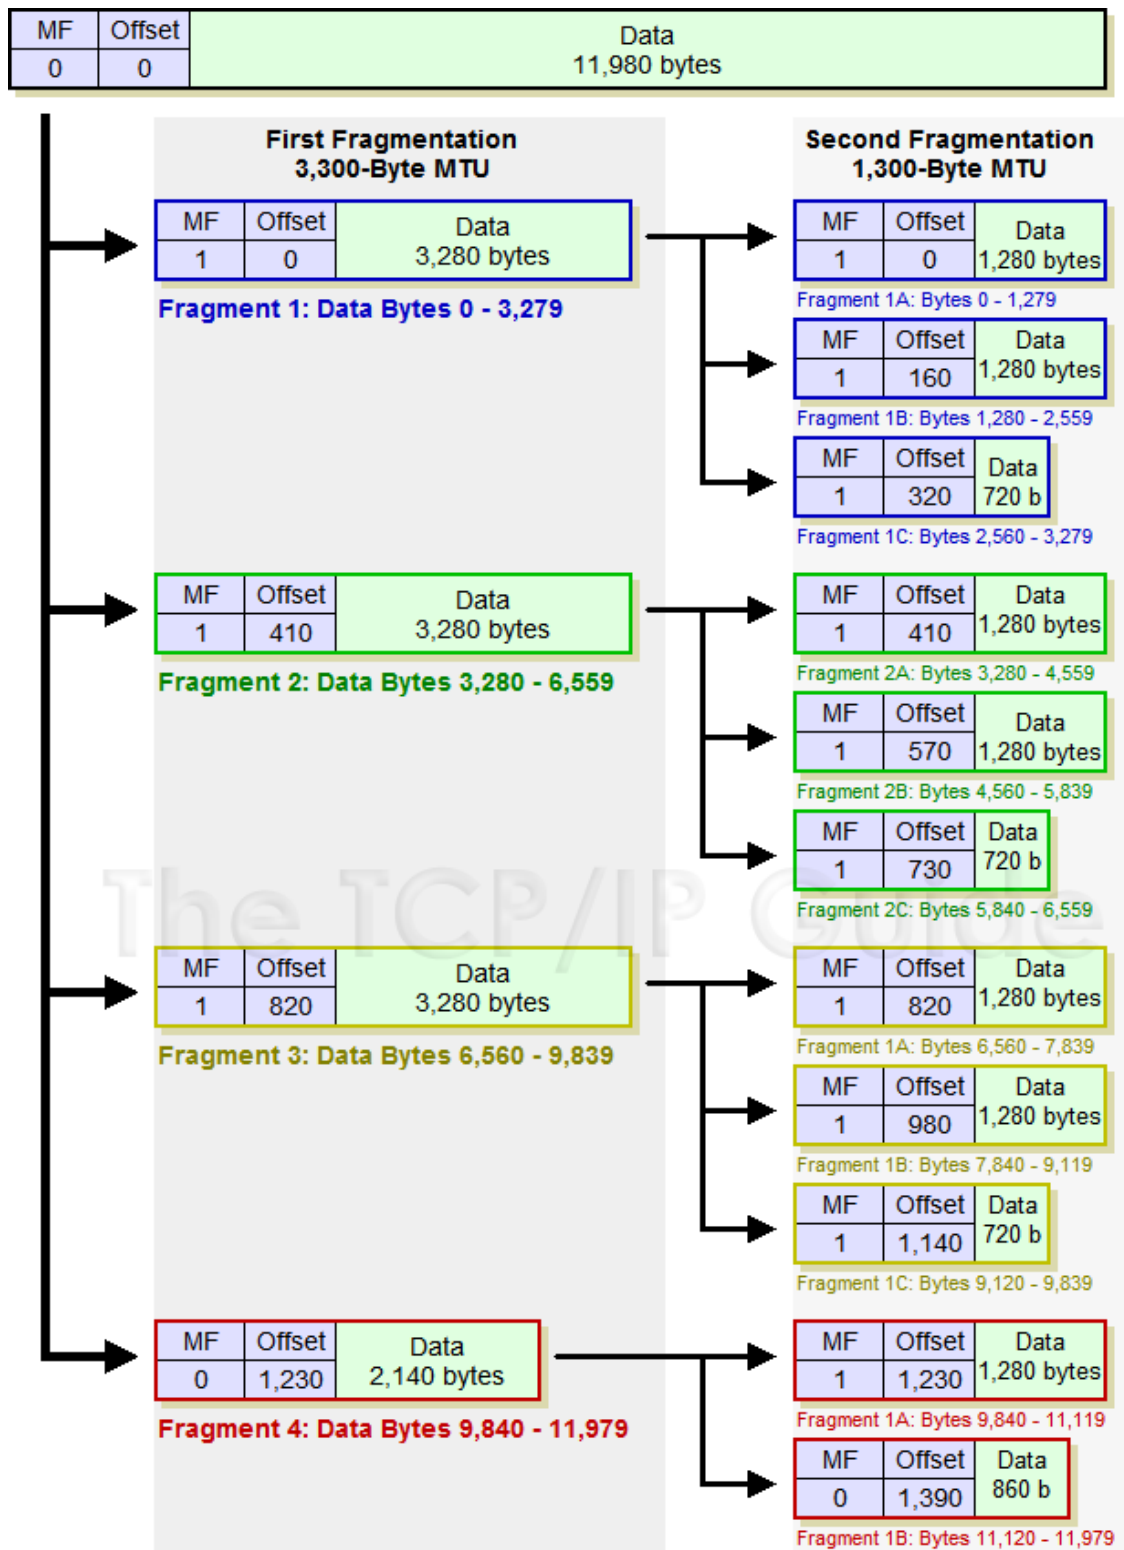 MF Offset Data
0 0 11,980 bytes
First Fragmentation
3,300-Byte MTU
Second Fragmentation
1,300-Byte MTU
MF Offset Data
1 0 3,280 bytes
Fragment 1: Data Bytes 0 - 3,279
MF Offset Data
1 0 1,280 bytes
Fragment 1A: Bytes 0 - 1,279
MF Offset Data
1 160 1,280 bytes
Fragment 1B: Bytes 1,280 - 2,559
MF Offset Data
1 320 720 b
Fragment 1C: Bytes 2,560 - 3,279
MF Offset Data
1 410 3,280 bytes
Fragment 2: Data Bytes 3,280 - 6,559
MF Offset Data
1 410 1,280 bytes
Fragment 2A: Bytes 3,280 - 4,559
MF Offset Data
1 570 1,280 bytes
Fragment 2B: Bytes 4,560 - 5,839
MF Offset Data
1 730 720 b
Fragment 2C: Bytes 5,840 - 6,559
The TCP/IP Guide
MF Offset Data
1 820 3,280 bytes
Fragment 3: Data Bytes 6,560 - 9,839
MF Offset Data
1 820 1,280 bytes
Fragment 1A: Bytes 6,560 - 7,839
MF Offset Data
1 980 1,280 bytes
Fragment 1B: Bytes 7,840 - 9,119
MF Offset Data
1 1,140 720 b
Fragment 1C: Bytes 9,120 - 9,839
MF Offset Data
0 1,230 2,140 bytes
Fragment 4: Data Bytes 9,840 - 11,979
MF Offset Data
1 1,230 1,280 bytes
Fragment 1A: Bytes 9,840 - 11,119
MF Offset Data
0 1,390 860 b
Fragment 1B: Bytes 11,120 - 11,979